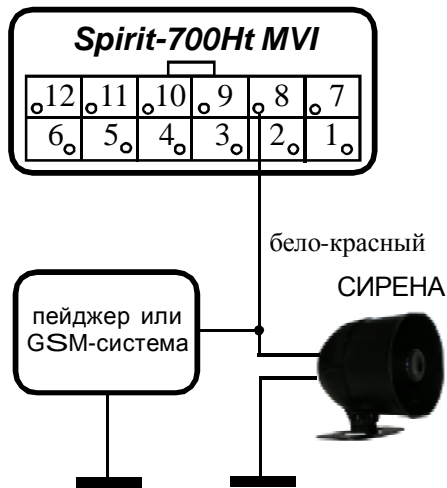 Spirit-700Ht MVI
12 11 10 9 8 7
6 5 4 3 2 1
бело-красный
СИРЕНА
пейджер или
GSM-система